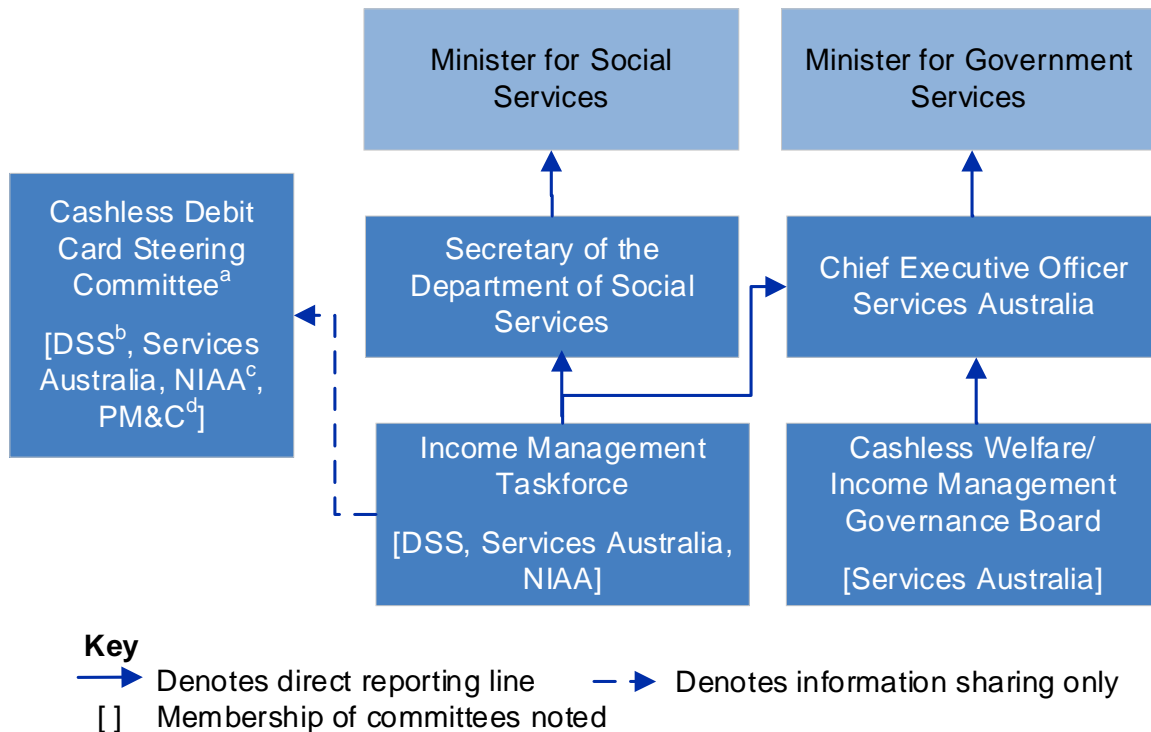 Minister for Social
Services
Minister for Government
Services
Cashless Debit
Card Steering
Committeeᵃ
[DSSᵇ, Services
Australia, NIAAᶜ,
PM&Cᵈ]
Secretary of the
Department of Social
Services
Chief Executive Officer
Services Australia
Income Management
Taskforce
[DSS, Services Australia,
NIAA]
Cashless Welfare/
Income Management
Governance Board
[Services Australia]
Key
Denotes direct reporting line
Denotes information sharing only
[ ] Membership of committees noted